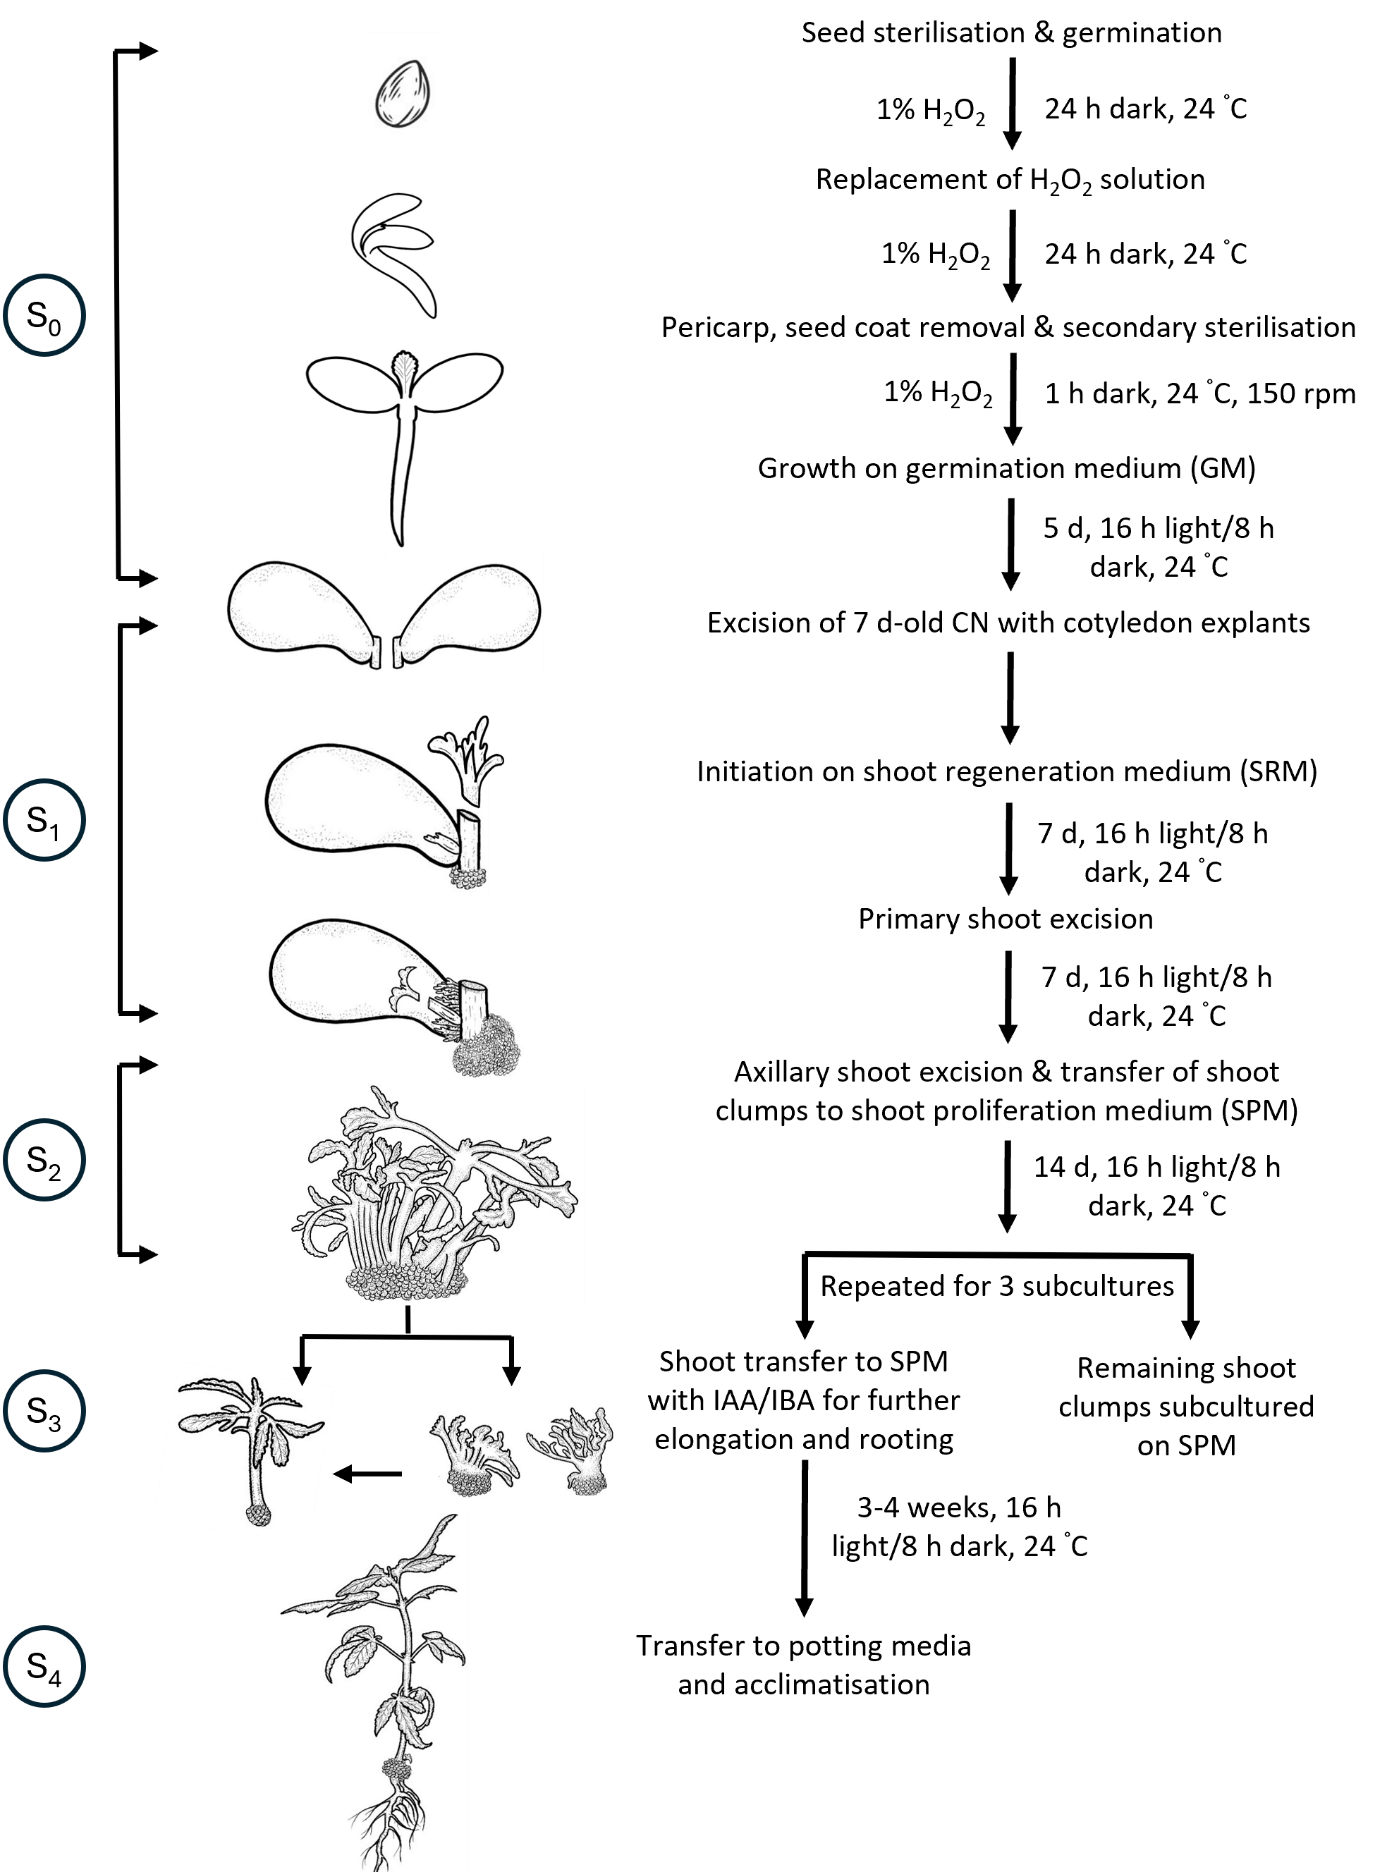 Seed sterilisation & germination
1% H₂O₂
24 h dark, 24 °C
Replacement of H₂O₂ solution
1% H₂O₂
24 h dark, 24 °C
S₀
Pericarp, seed coat removal & secondary sterilisation
1% H₂O₂
1 h dark, 24 °C, 150 rpm
Growth on germination medium (GM)
5 d, 16 h light/8 h
dark, 24 °C
Excision of 7 d-old CN with cotyledon explants
Initiation on shoot regeneration medium (SRM)
S₁
7 d, 16 h light/8 h
dark, 24 °C
Primary shoot excision
7 d, 16 h light/8 h
dark, 24 °C
Axillary shoot excision & transfer of shoot
clumps to shoot proliferation medium (SPM)
S₂
14 d, 16 h light/8 h
dark, 24 °C
Repeated for 3 subcultures
S₃
Shoot transfer to SPM
with IAA/IBA for further
elongation and rooting
Remaining shoot
clumps subcultured
on SPM
3-4 weeks, 16 h
light/8 h dark, 24 °C
S₄
Transfer to potting media
and acclimatisation